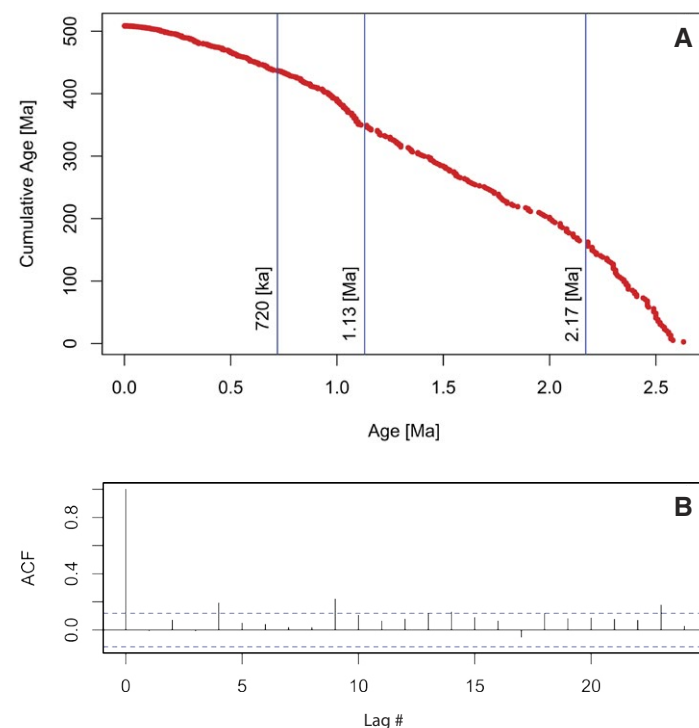 A
Cumulative Age [Ma]
500
400
300
200
100
0
720 [ka]
1.13 [Ma]
2.17 [Ma]
0.0 0.5 1.0 1.5 2.0 2.5
Age [Ma]
B
ACF
0.8
0.4
0.0
0 5 10 15 20
Lag #